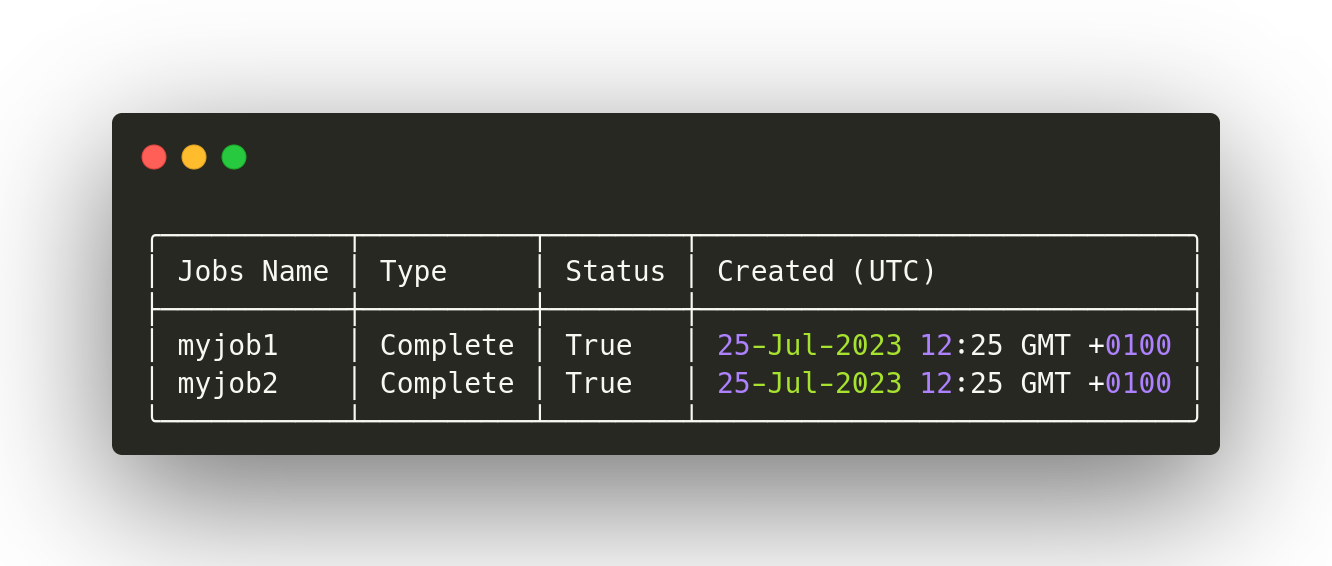 Jobs Name Type Status Created (UTC)
myjob1 Complete True 25-Jul-2023 12:25 GMT +0100
myjob2 Complete True 25-Jul-2023 12:25 GMT +0100